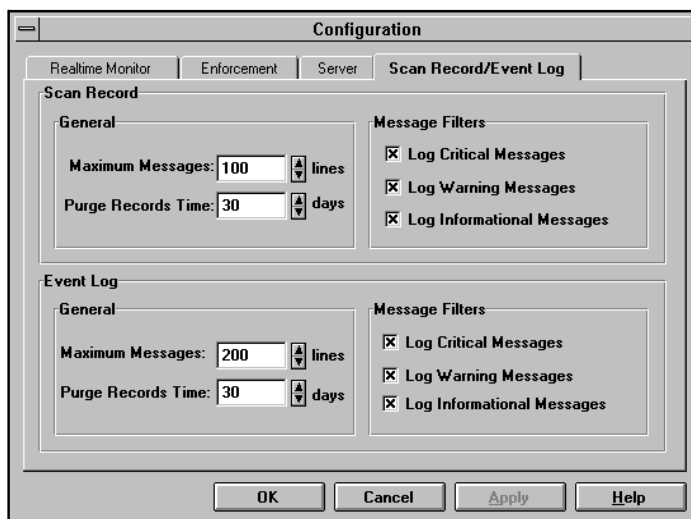 Configuration
Realtime Monitor Enforcement Server Scan Record/Event Log
Scan Record
General
Maximum Messages: 100 lines
Purge Records Time: 30 days
Message Filters
Log Critical Messages
Log Warning Messages
Log Informational Messages
Event Log
General
Maximum Messages: 200 lines
Purge Records Time: 30 days
Message Filters
Log Critical Messages
Log Warning Messages
Log Informational Messages
OK Cancel Apply Help